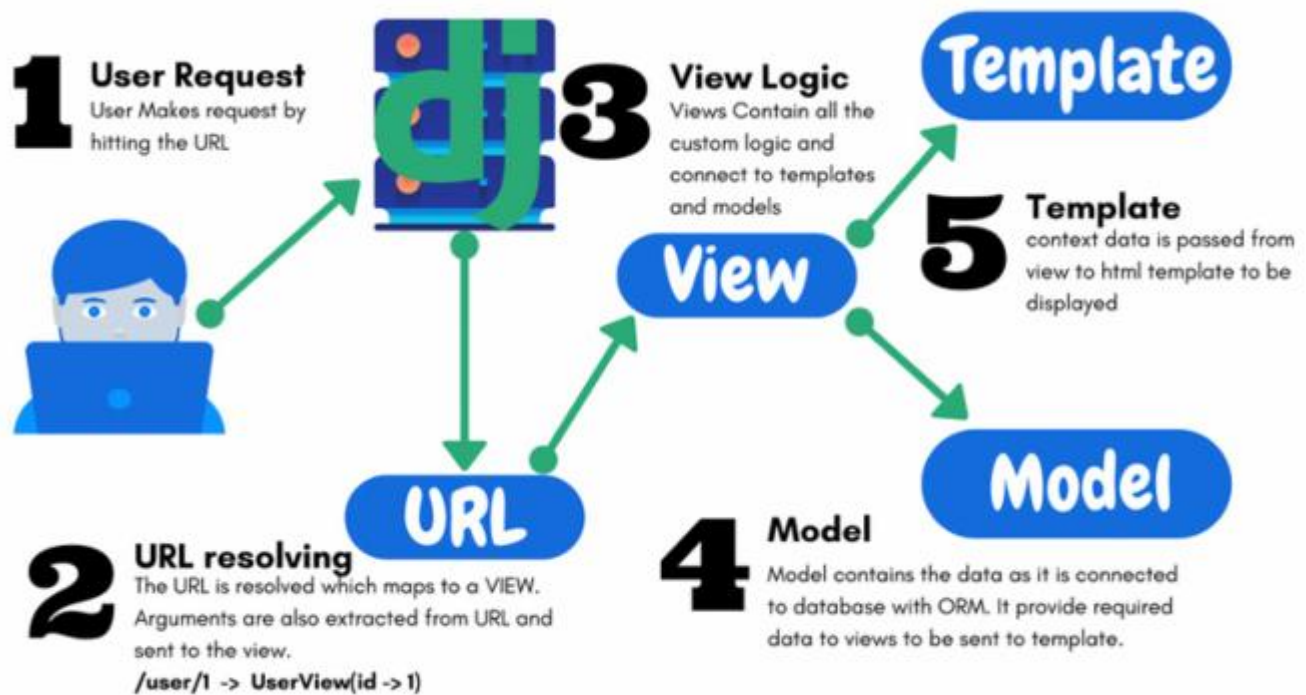 1
User Request
User Makes request by
hitting the URL
dj
3
View Logic
Views Contain all the
custom logic and
connect to templates
and models
Template
5
Template
context data is passed from
view to html template to be
displayed
View
URL
2
URL resolving
The URL is resolved which maps to a VIEW.
Arguments are also extracted from URL and
sent to the view.
/user/1 -> UserView(id -> 1)
Model
4
Model
Model contains the data as it is connected
to database with ORM. It provide required
data to views to be sent to template.